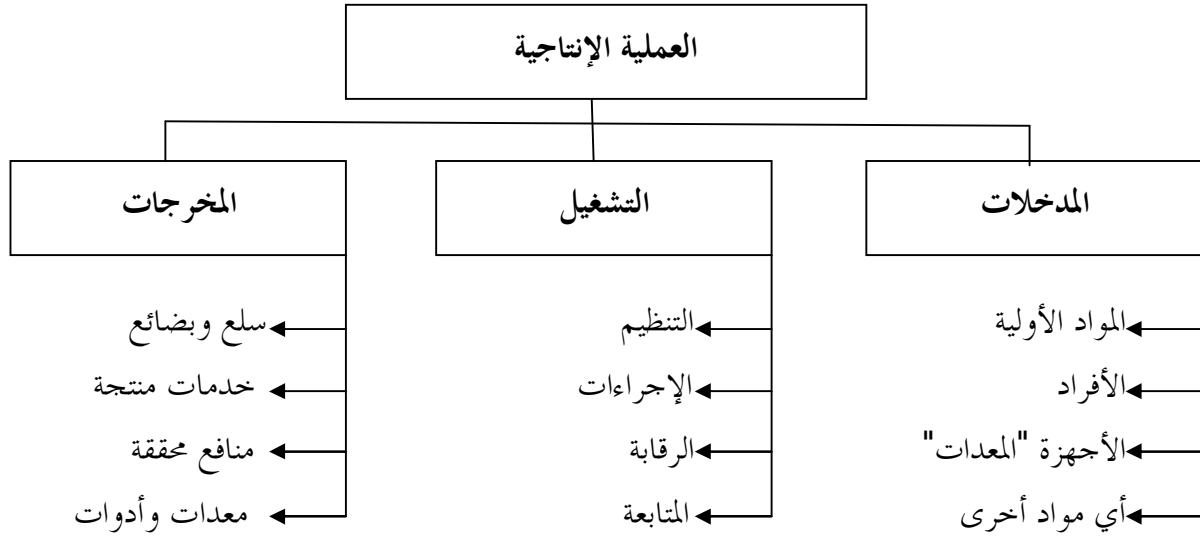 العملية الإنتاجية
المدخلات
التشغيل
المخرجات
المواد الأولية
الأفراد
الأجهزة "المعدات"
أي مواد أخرى
التنظيم
الإجراءات
الرقابة
المتابعة
سلع وبضائع
خدمات منتجة
منافع محققة
معدات وأدوات